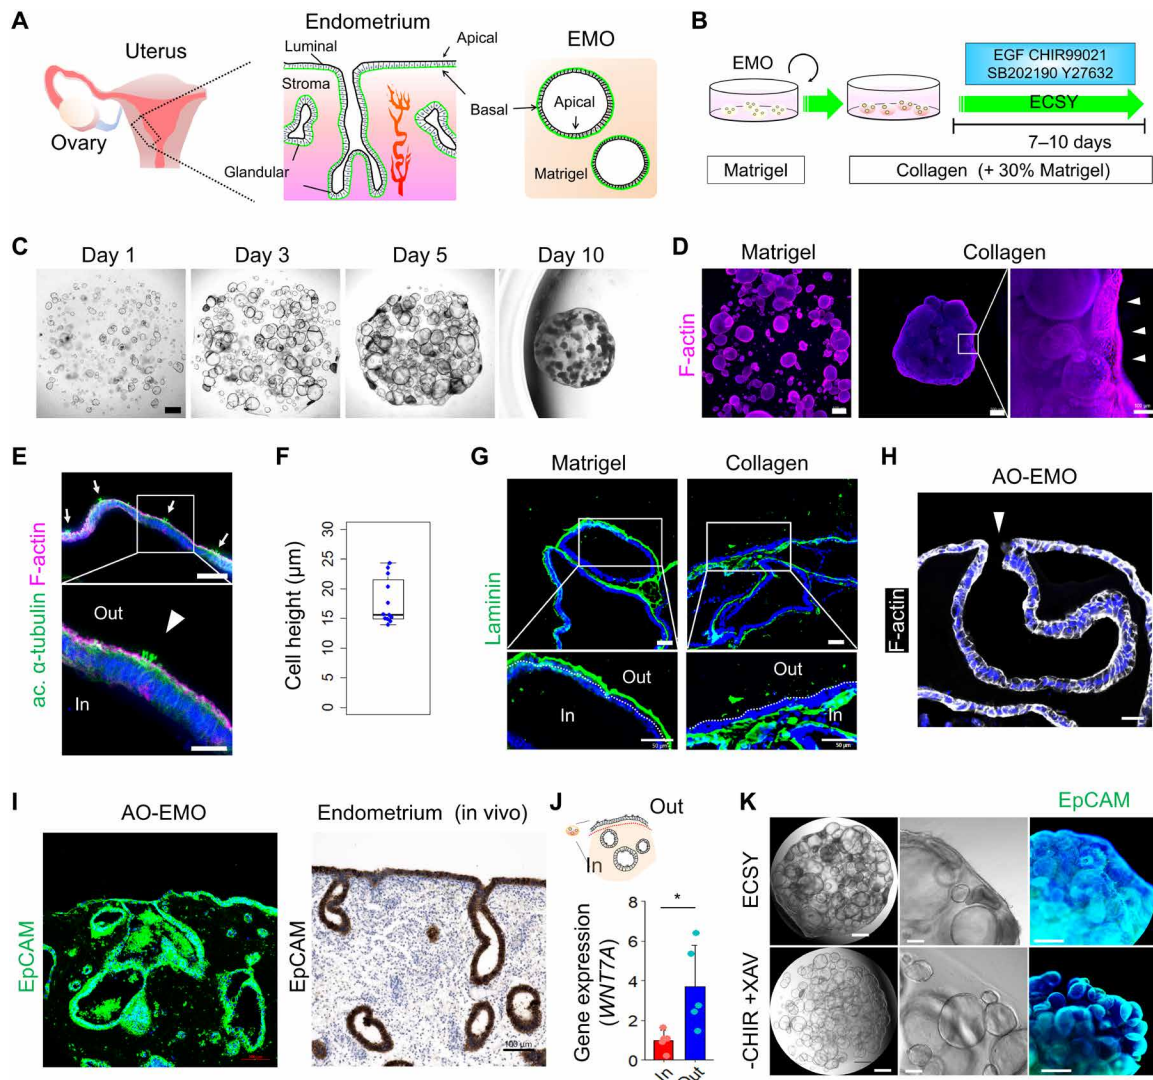 A
Uterus
Ovary
Endometrium
Luminal
Apical
Stroma
Basal
Glandular
EMO
Apical
Matrigel
B
EMO
EGF CHIR99021
SB202190 Y27632
ECSY
7–10 days
Matrigel
Collagen (+ 30% Matrigel)
C
Day 1
Day 3
Day 5
Day 10
D
Matrigel
Collagen
F-actin
100 µm
E
ac. α-tubulin F-actin
Out
In
F
Cell height (µm)
30
25
20
15
10
5
0
G
Matrigel
Collagen
Laminin
Out
In
50 µm
Out
In
50 µm
H
AO-EMO
F-actin
I
AO-EMO
Endometrium (in vivo)
EpCAM
EpCAM
100 µm
J
Out
In
Gene expression
(WNT7A)
8
6
4
2
0
*
In
Out
K
EpCAM
ECSY
-CHIR +XAV